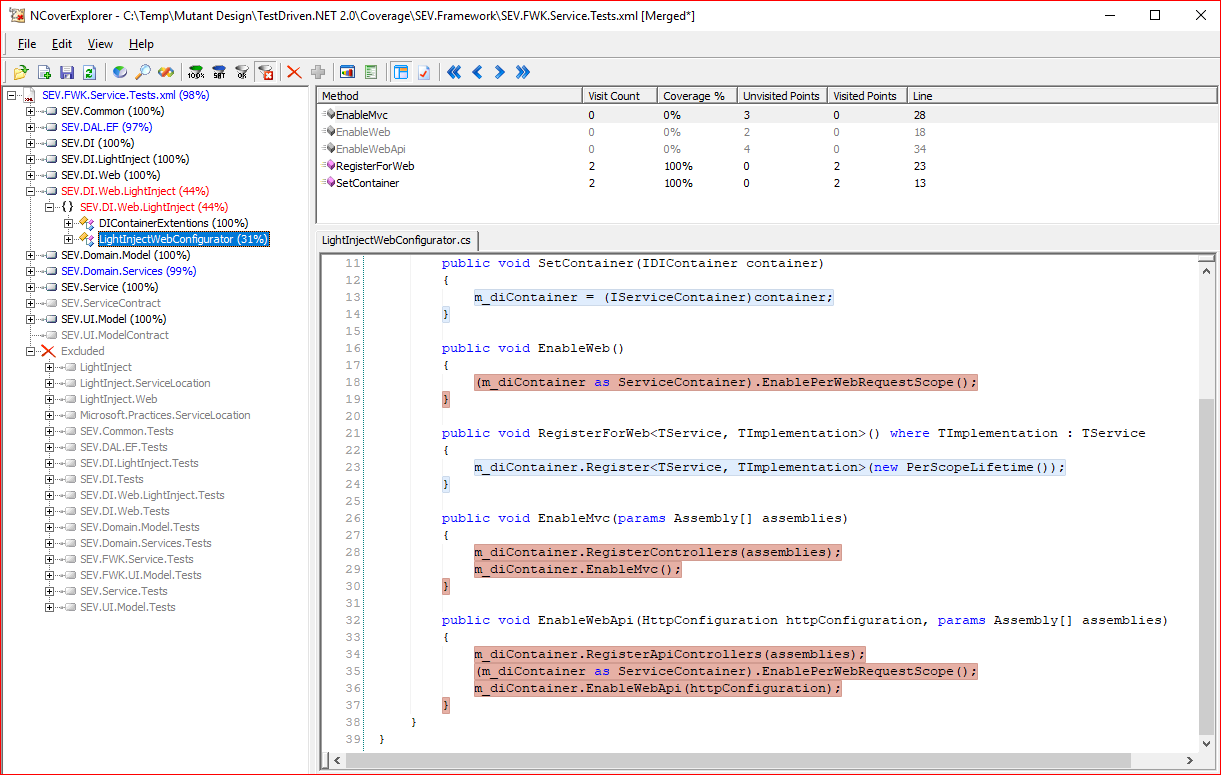 NCoverExplorer - C:\Temp\Mutant Design\TestDriven.NET 2.0\Coverage\SEV.Framework\SEV.FWK.Service.Tests.xml [Merged*]
File Edit View Help
100% SRT OR
SEV.FWK.Service.Tests.xml (98%)
SEV.Common (100%)
SEV.DAL.EF (97%)
SEV.DI (100%)
SEV.DI.LightInject (100%)
SEV.DI.Web (100%)
SEV.DI.Web.LightInject (44%)
{} SEV.DI.Web.LightInject (44%)
DIContainerExtentions (100%)
LightInjectWebConfigurator (31%)
SEV.Domain.Model (100%)
SEV.Domain.Services (99%)
SEV.Service (100%)
SEV.ServiceContract
SEV.UI.Model (100%)
SEV.UI.ModelContract
Excluded
LightInject
LightInject.ServiceLocation
LightInject.Web
Microsoft.Practices.ServiceLocation
SEV.Common.Tests
SEV.DAL.EF.Tests
SEV.DI.LightInject.Tests
SEV.DI.Tests
SEV.DI.Web.LightInject.Tests
SEV.DI.Web.Tests
SEV.Domain.Model.Tests
SEV.Domain.Services.Tests
SEV.FWK.Service.Tests
SEV.FWK.UI.Model.Tests
SEV.Service.Tests
SEV.UI.Model.Tests
Method Visit Count Coverage % Unvisited Points Visited Points Line
EnableMvc 0 0% 3 0 28
EnableWeb 0 0% 2 0 18
EnableWebApi 0 0% 4 0 34
RegisterForWeb 2 100% 0 2 23
SetContainer 2 100% 0 2 13
LightInjectWebConfigurator.cs
11 public void SetContainer(IDIContainer container)
12 {
13 m_diContainer = (IServiceContainer)container;
14 }
15
16 public void EnableWeb()
17 {
18 (m_diContainer as ServiceContainer).EnablePerWebRequestScope();
19 }
20
21 public void RegisterForWeb<TService, TImplementation>() where TImplementation : TService
22 {
23 m_diContainer.Register<TService, TImplementation>(new PerScopeLifetime());
24 }
25
26 public void EnableMvc(params Assembly[] assemblies)
27 {
28 m_diContainer.RegisterControllers(assemblies);
29 m_diContainer.EnableMvc();
30 }
31
32 public void EnableWebApi(HttpConfiguration httpConfiguration, params Assembly[] assemblies)
33 {
34 m_diContainer.RegisterApiControllers(assemblies);
35 (m_diContainer as ServiceContainer).EnablePerWebRequestScope();
36 m_diContainer.EnableWebApi(httpConfiguration);
37 }
38 }
39 }